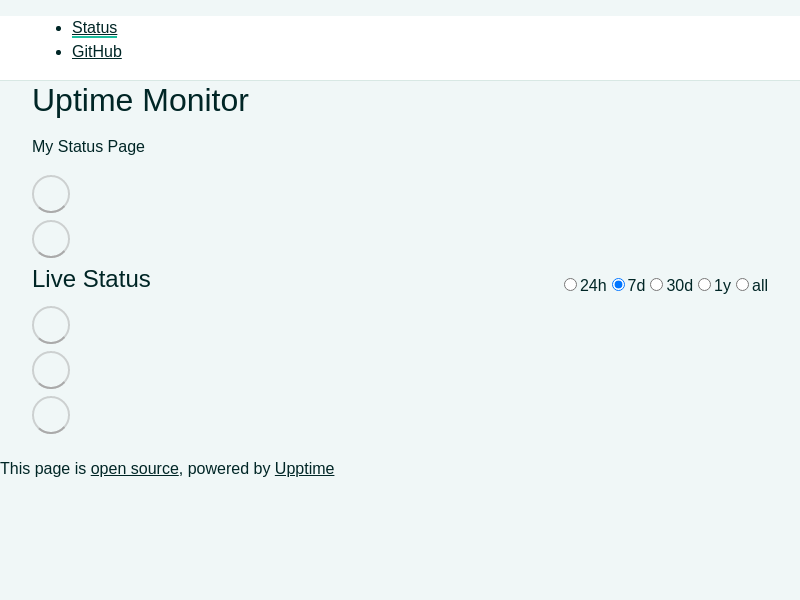 Status
GitHub
Uptime Monitor
My Status Page
Live Status
24h 7d 30d 1y all
This page is open source, powered by Upptime